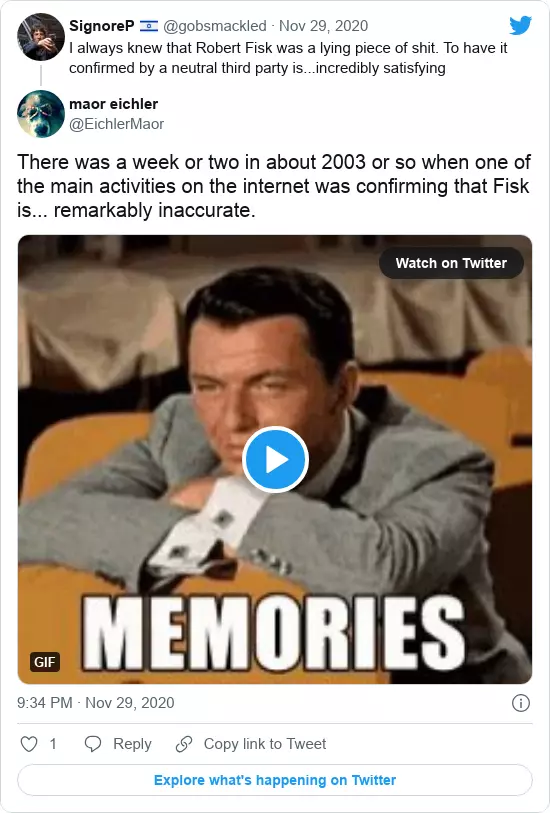 SignoreP 🇮🇱 @gobsmackled · Nov 29, 2020
I always knew that Robert Fisk was a lying piece of shit. To have it
confirmed by a neutral third party is...incredibly satisfying
maor eichler
@EichlerMaor
There was a week or two in about 2003 or so when one of
the main activities on the internet was confirming that Fisk
is... remarkably inaccurate.
Watch on Twitter
MEMORIES
GIF
9:34 PM · Nov 29, 2020
1 Reply Copy link to Tweet
Explore what's happening on Twitter